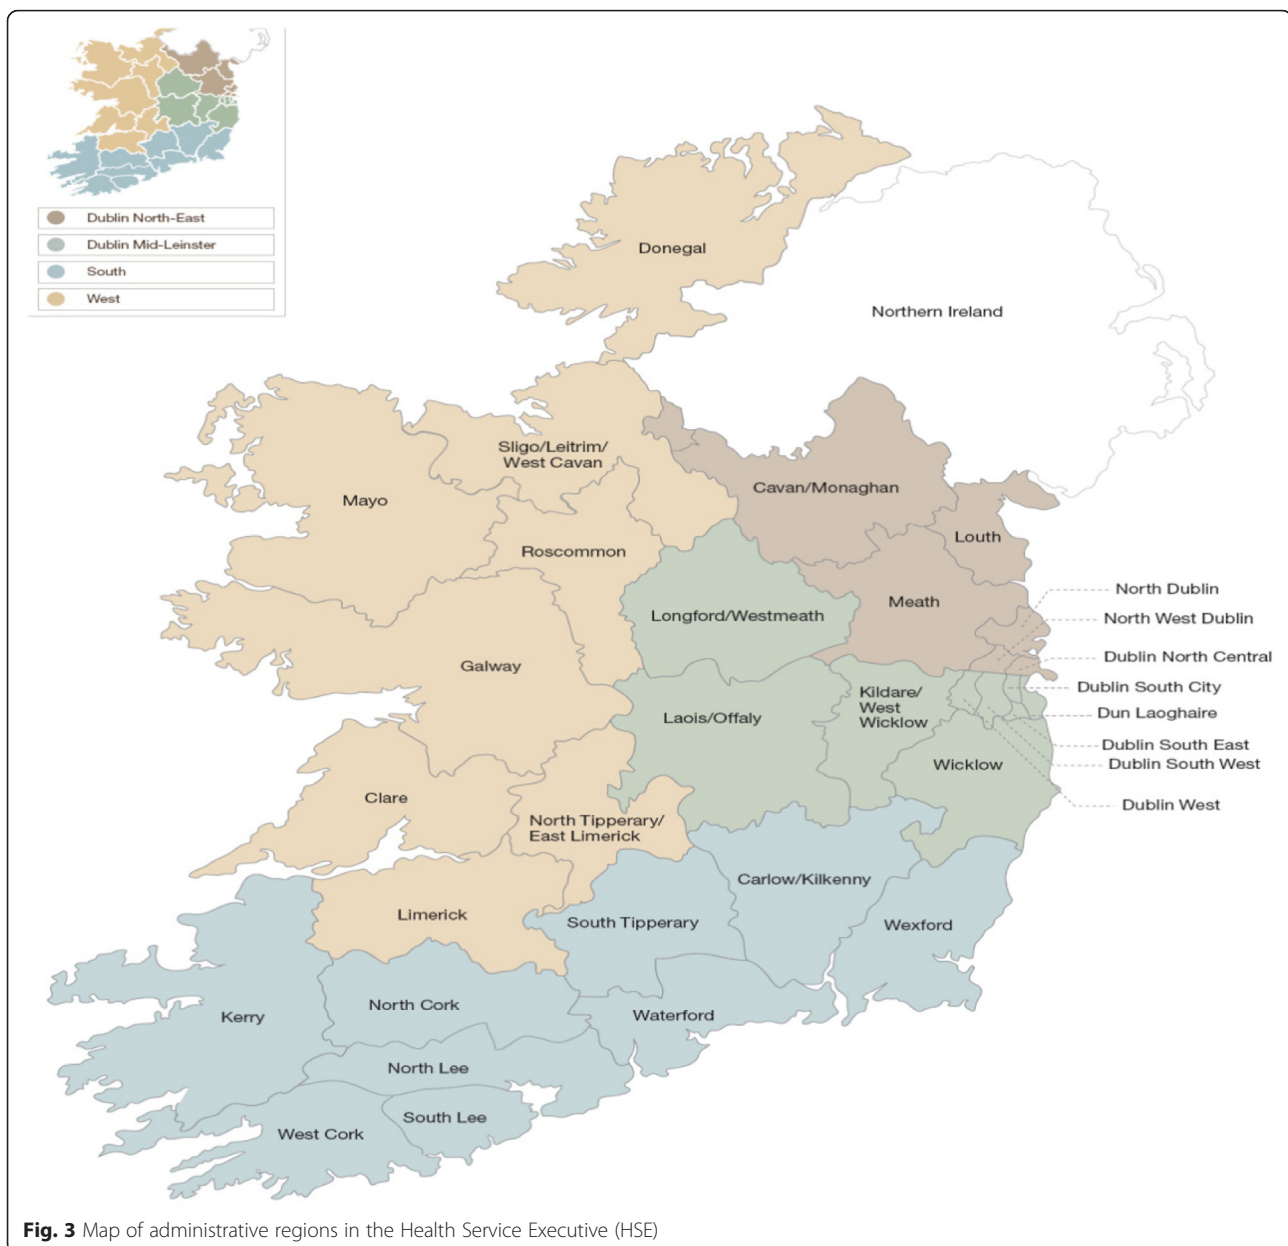 Dublin North-East
Dublin Mid-Leinster
South
West
Donegal
Northern Ireland
Sligo/Leitrim/
West Cavan
Mayo
Cavan/Monaghan
Roscommon
Louth
North Dublin
Meath
Longford/Westmeath
North West Dublin
Dublin North Central
Galway
Dublin South City
Kildare/
West
Wicklow
Laois/Offaly
Dun Laoghaire
Dublin South East
Wicklow
Dublin South West
Clare
Dublin West
North Tipperary/
East Limerick
Carlow/Kilkenny
Limerick
South Tipperary
Wexford
North Cork
Kerry
Waterford
North Lee
South Lee
West Cork
Fig. 3 Map of administrative regions in the Health Service Executive (HSE)